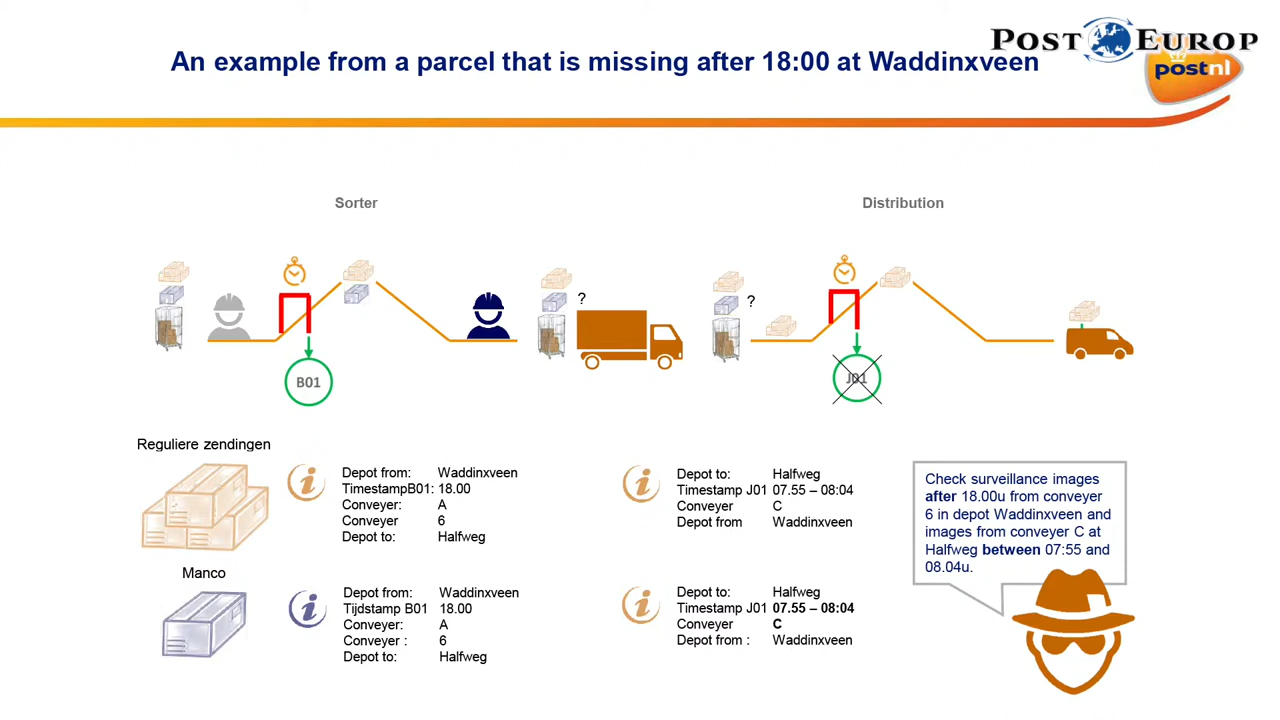 POST EUROP
An example from a parcel that is missing after 18:00 at Waddinxveen
postnl
Sorter
Distribution
?
?
B01
J01
Reguliere zendingen
Depot from: Waddinxveen
TimestampB01: 18.00
Conveyer: A
Conveyer 6
Depot to: Halfweg
Depot to: Halfweg
Timestamp J01 07.55 – 08:04
Conveyer C
Depot from Waddinxveen
Check surveillance images
after 18.00u from conveyer
6 in depot Waddinxveen and
images from conveyer C at
Halfweg between 07:55 and
08.04u.
Manco
Depot from: Waddinxveen
Tijdstamp B01 18.00
Conveyer: A
Conveyer : 6
Depot to: Halfweg
Depot to: Halfweg
Timestamp J01 07.55 – 08:04
Conveyer C
Depot from : Waddinxveen